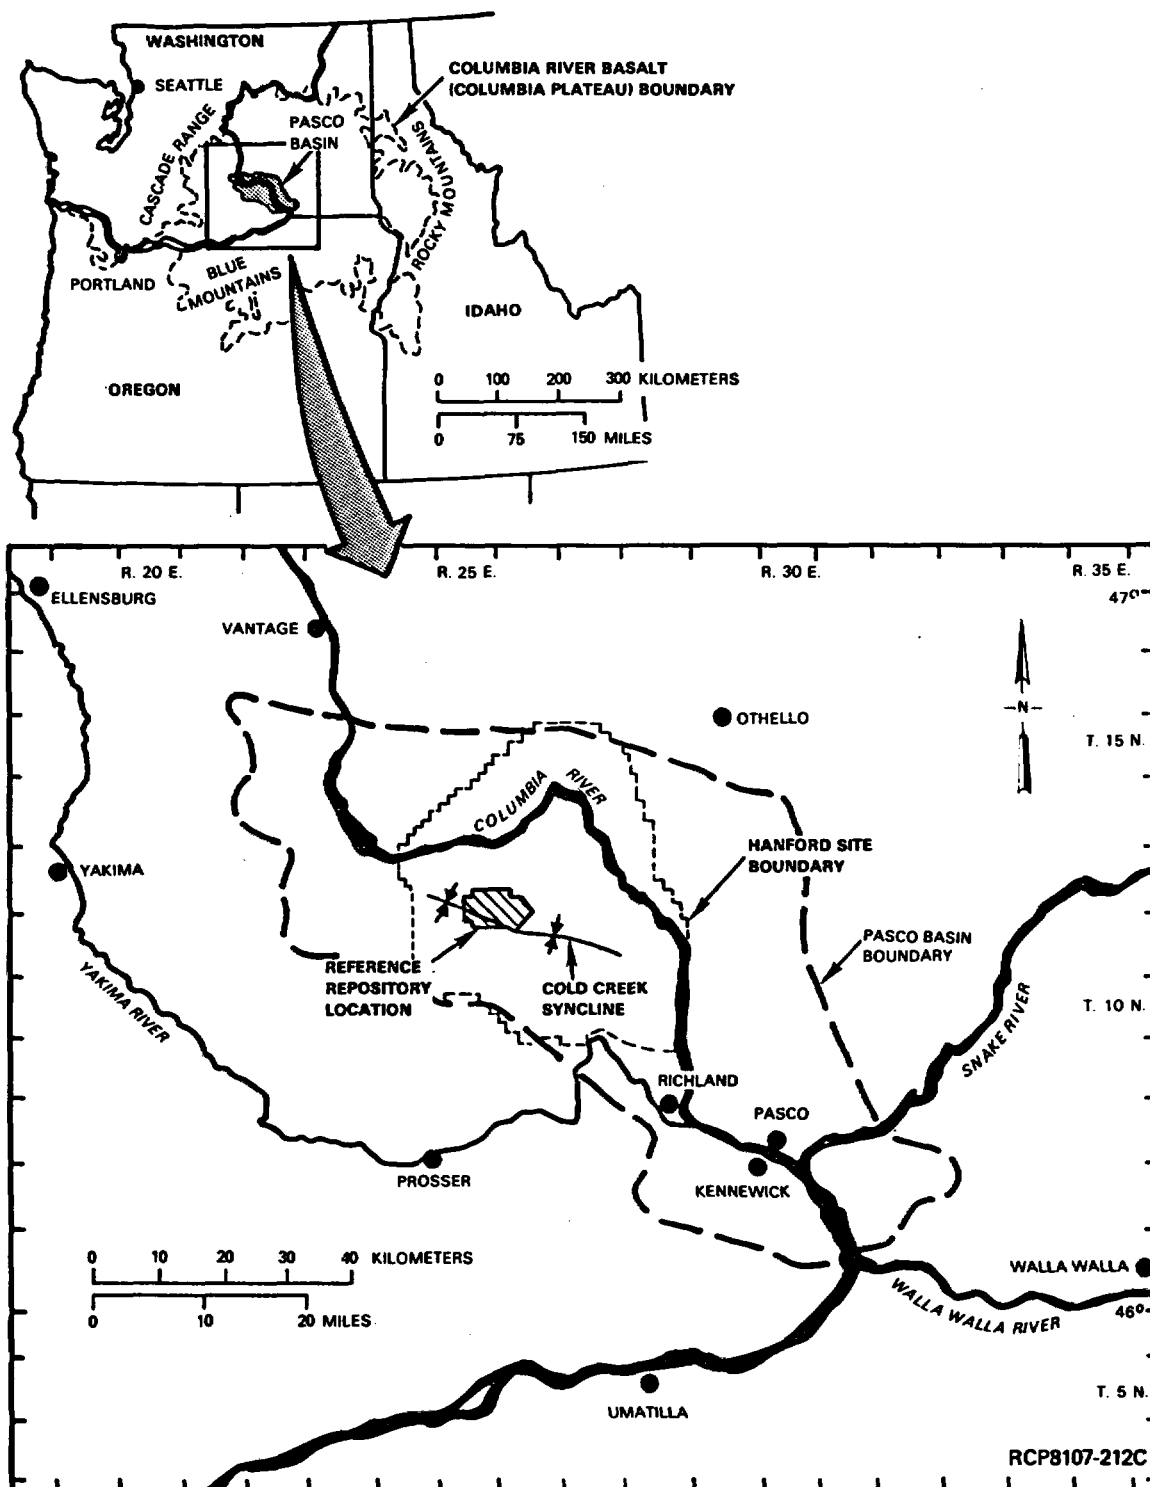 WASHINGTON
SEATTLE
COLUMBIA RIVER BASALT
(COLUMBIA PLATEAU) BOUNDARY
PASCO
BASIN
CASCADE RANGE
ROCKY MOUNTAINS
PORTLAND
BLUE
MOUNTAINS
IDAHO
OREGON
0 100 200 300 KILOMETERS
0 75 150 MILES
R. 20 E.
R. 25 E.
R. 30 E.
R. 35 E.
ELLENSBURG
47°
VANTAGE
N
OTHELLO
T. 15 N.
COLUMBIA RIVER
HANFORD SITE
BOUNDARY
YAKIMA
PASCO BASIN
BOUNDARY
REFERENCE
REPOSITORY
LOCATION
COLD CREEK
SYNCLINE
YAKIMA RIVER
T. 10 N.
SNAKE RIVER
RICHLAND
PASCO
PROSSER
KENNEWICK
0 10 20 30 40 KILOMETERS
0 10 20 MILES
WALLA WALLA
WALLA WALLA RIVER
46°
T. 5 N.
UMATILLA
RCP8107-212C